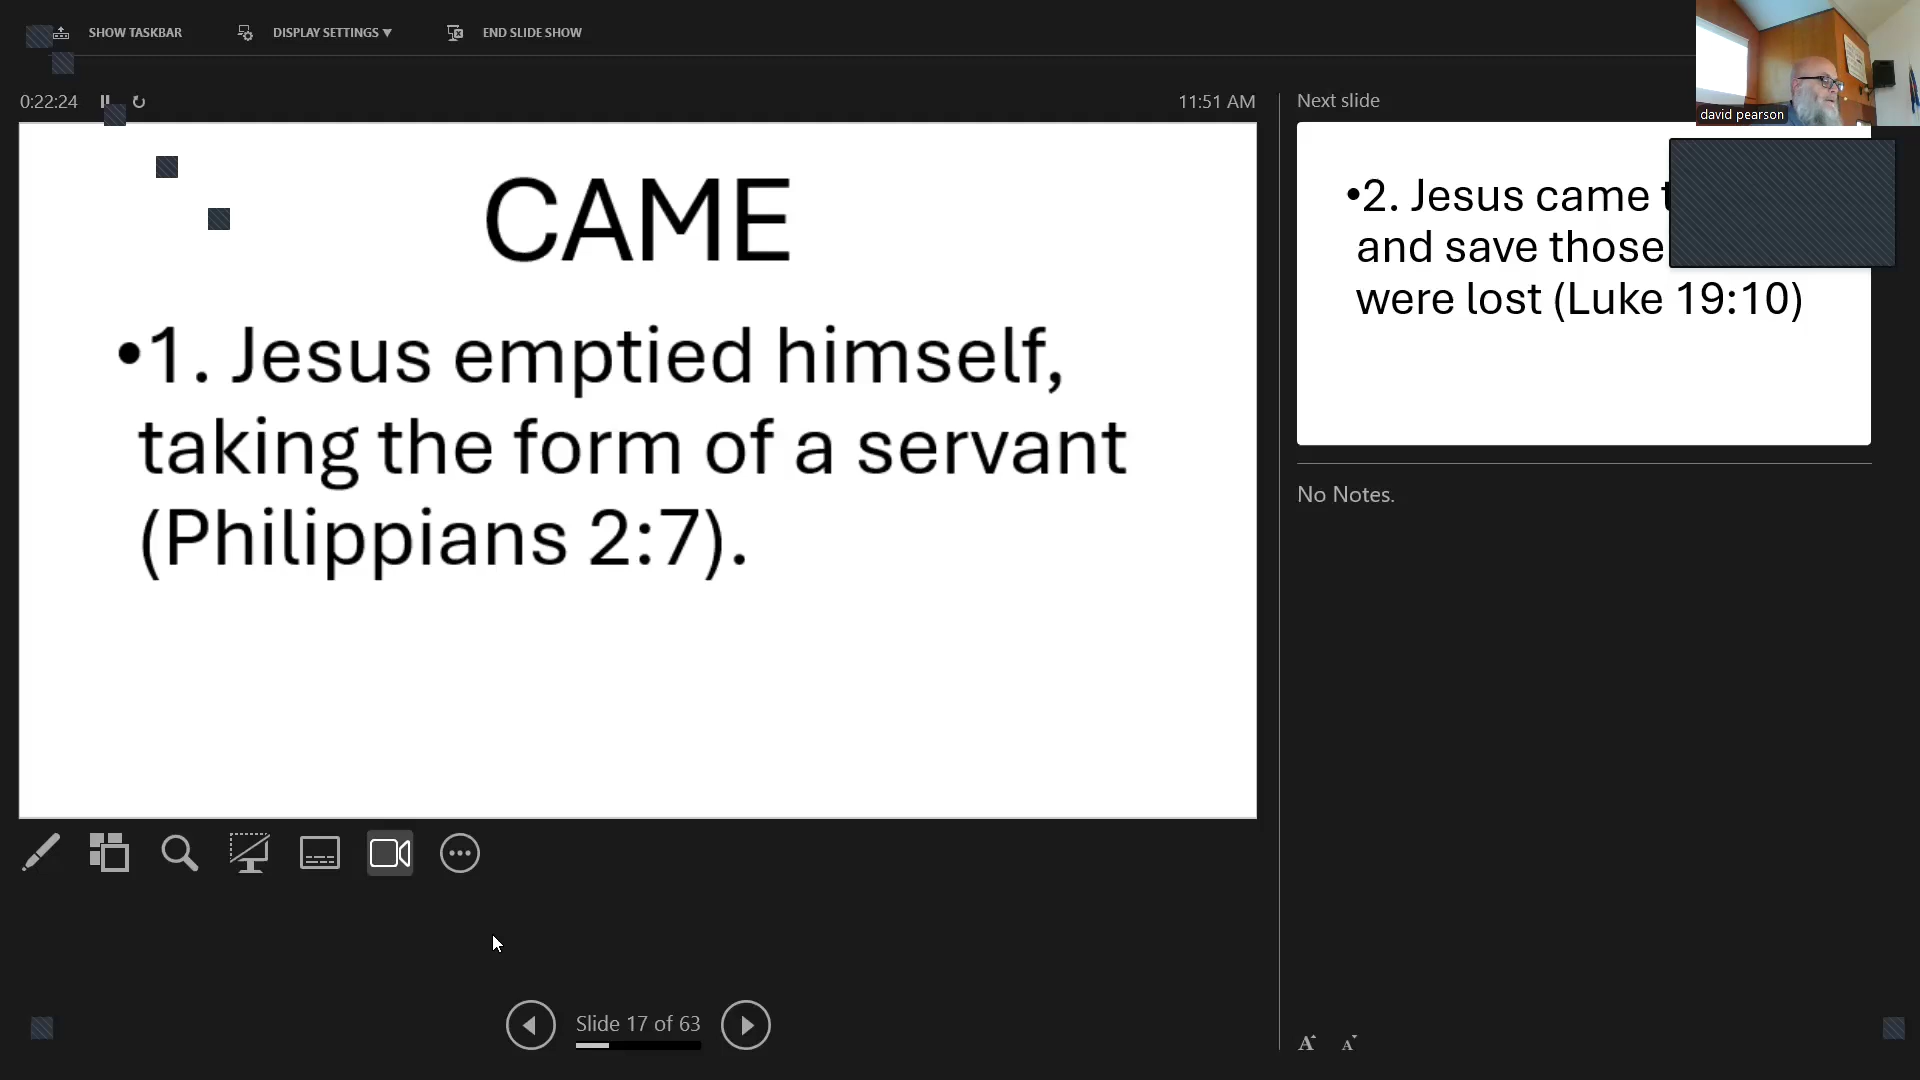 SHOW TASKBAR
DISPLAY SETTINGS ▼
END SLIDE SHOW
0:22:24
11:51 AM
CAME
•1. Jesus emptied himself,
taking the form of a servant
(Philippians 2:7).
Next slide
david pearson
•2. Jesus came
and save those
were lost (Luke 19:10)
No Notes.
Slide 17 of 63
A A